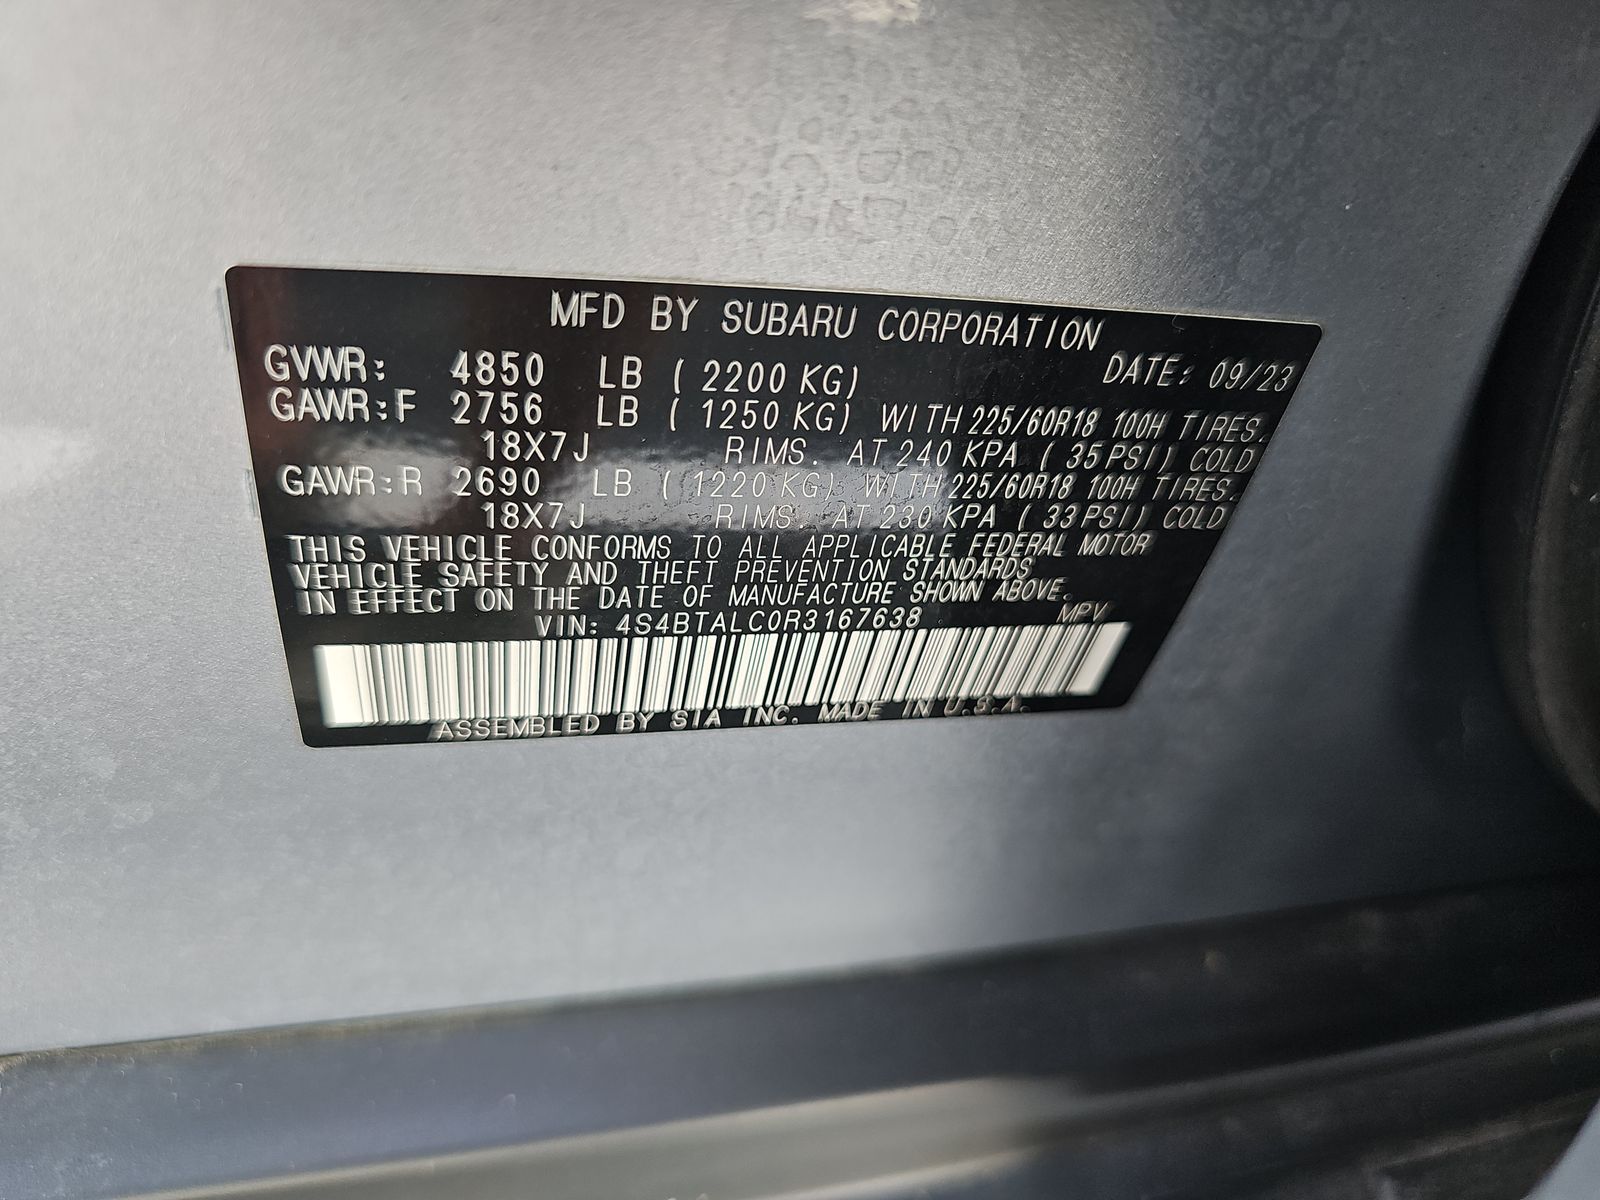 MFD BY SUBARU CORPORATION
GVWR: 4850 LB (2200 KG) DATE: 09/23
GAWR:F 2756 LB (1250 KG) WITH 225/60R18 100H TIRES,
18X7J RIMS. AT 240 KPA (35 PSI) COLD
GAWR:R 2690 LB (1220 KG) WITH 225/60R18 100H TIRES,
18X7J RIMS. AT 230 KPA (33 PSI) COLD
THIS VEHICLE CONFORMS TO ALL APPLICABLE FEDERAL MOTOR
VEHICLE SAFETY AND THEFT PREVENTION STANDARDS
IN EFFECT ON THE DATE OF MANUFACTURE SHOWN ABOVE.
VIN: 4S4BTALC0R3167638 MPV
ASSEMBLED BY SIA INC. MADE IN U.S.A.